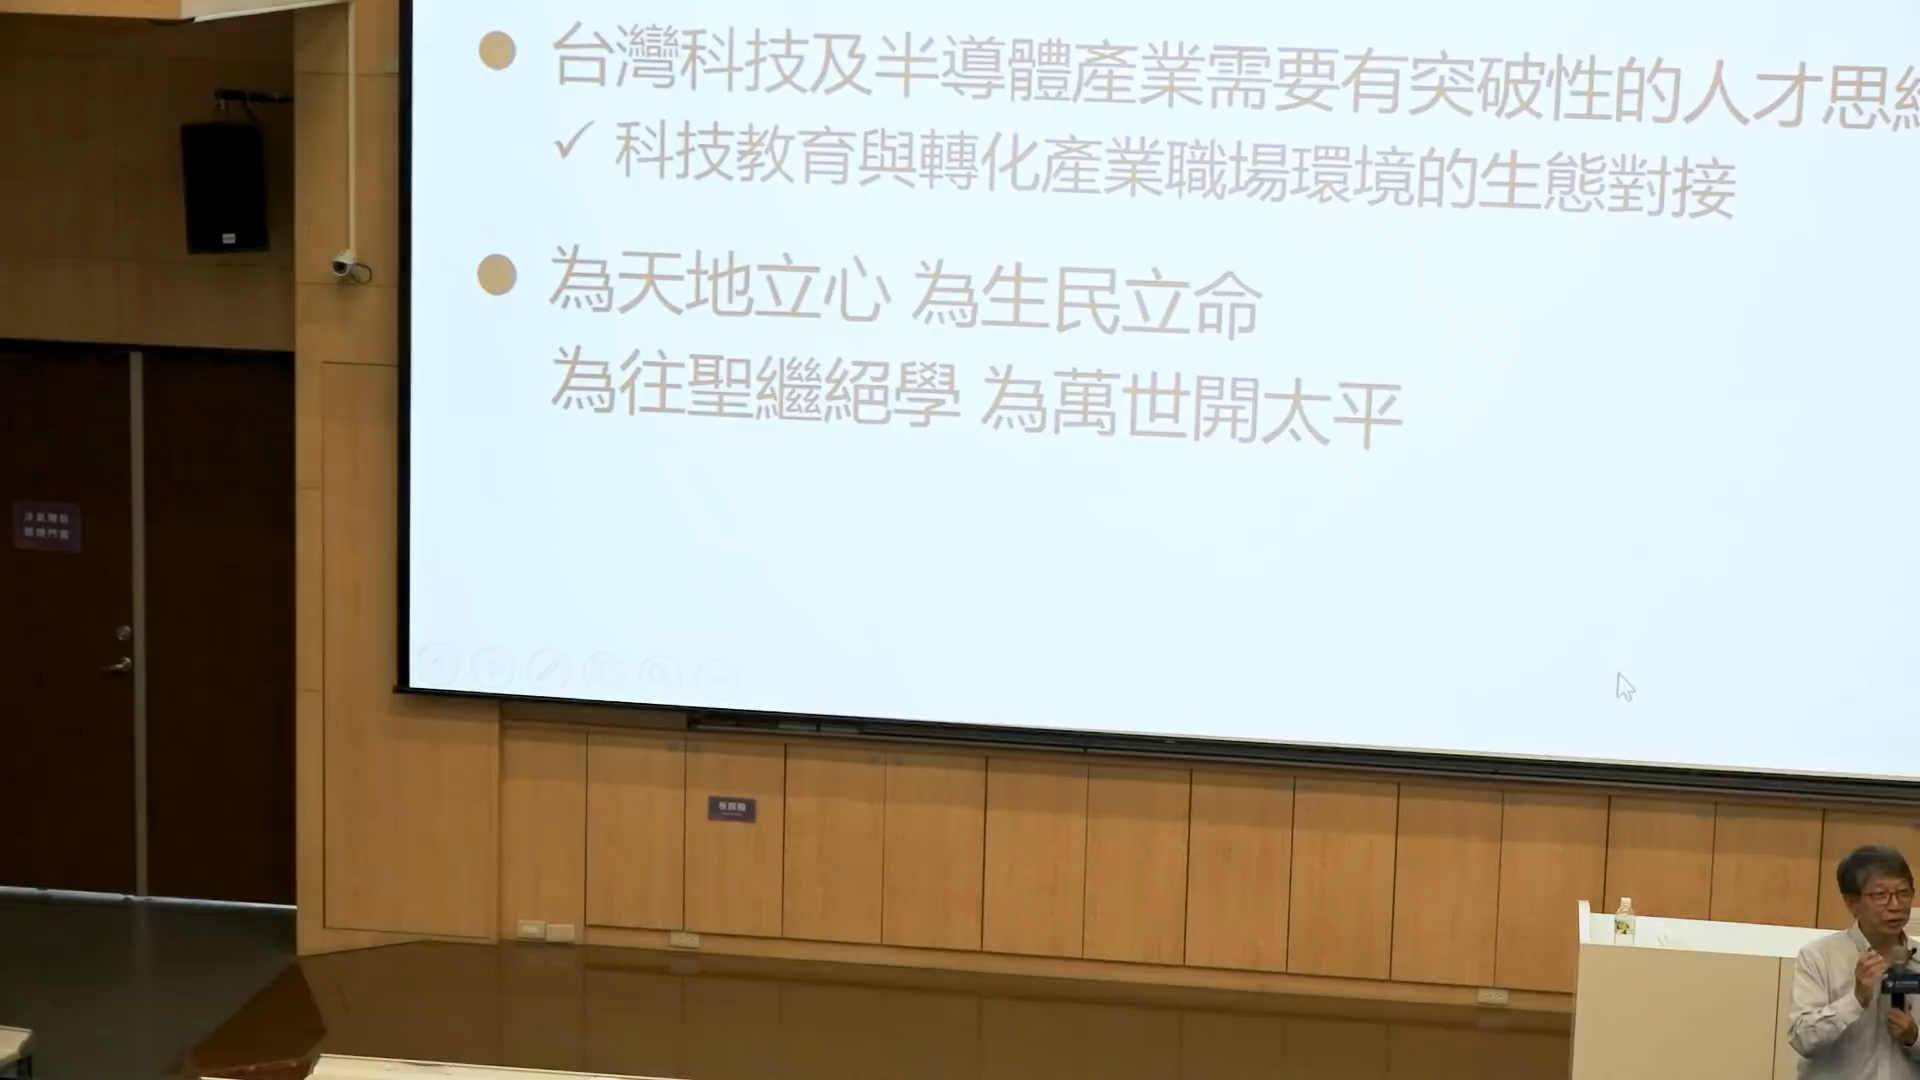 台灣科技及半導體產業需要有突破性的人才思維
✓ 科技教育與轉化產業職場環境的生態對接
為天地立心 為生民立命
為往聖繼絕學 為萬世開太平